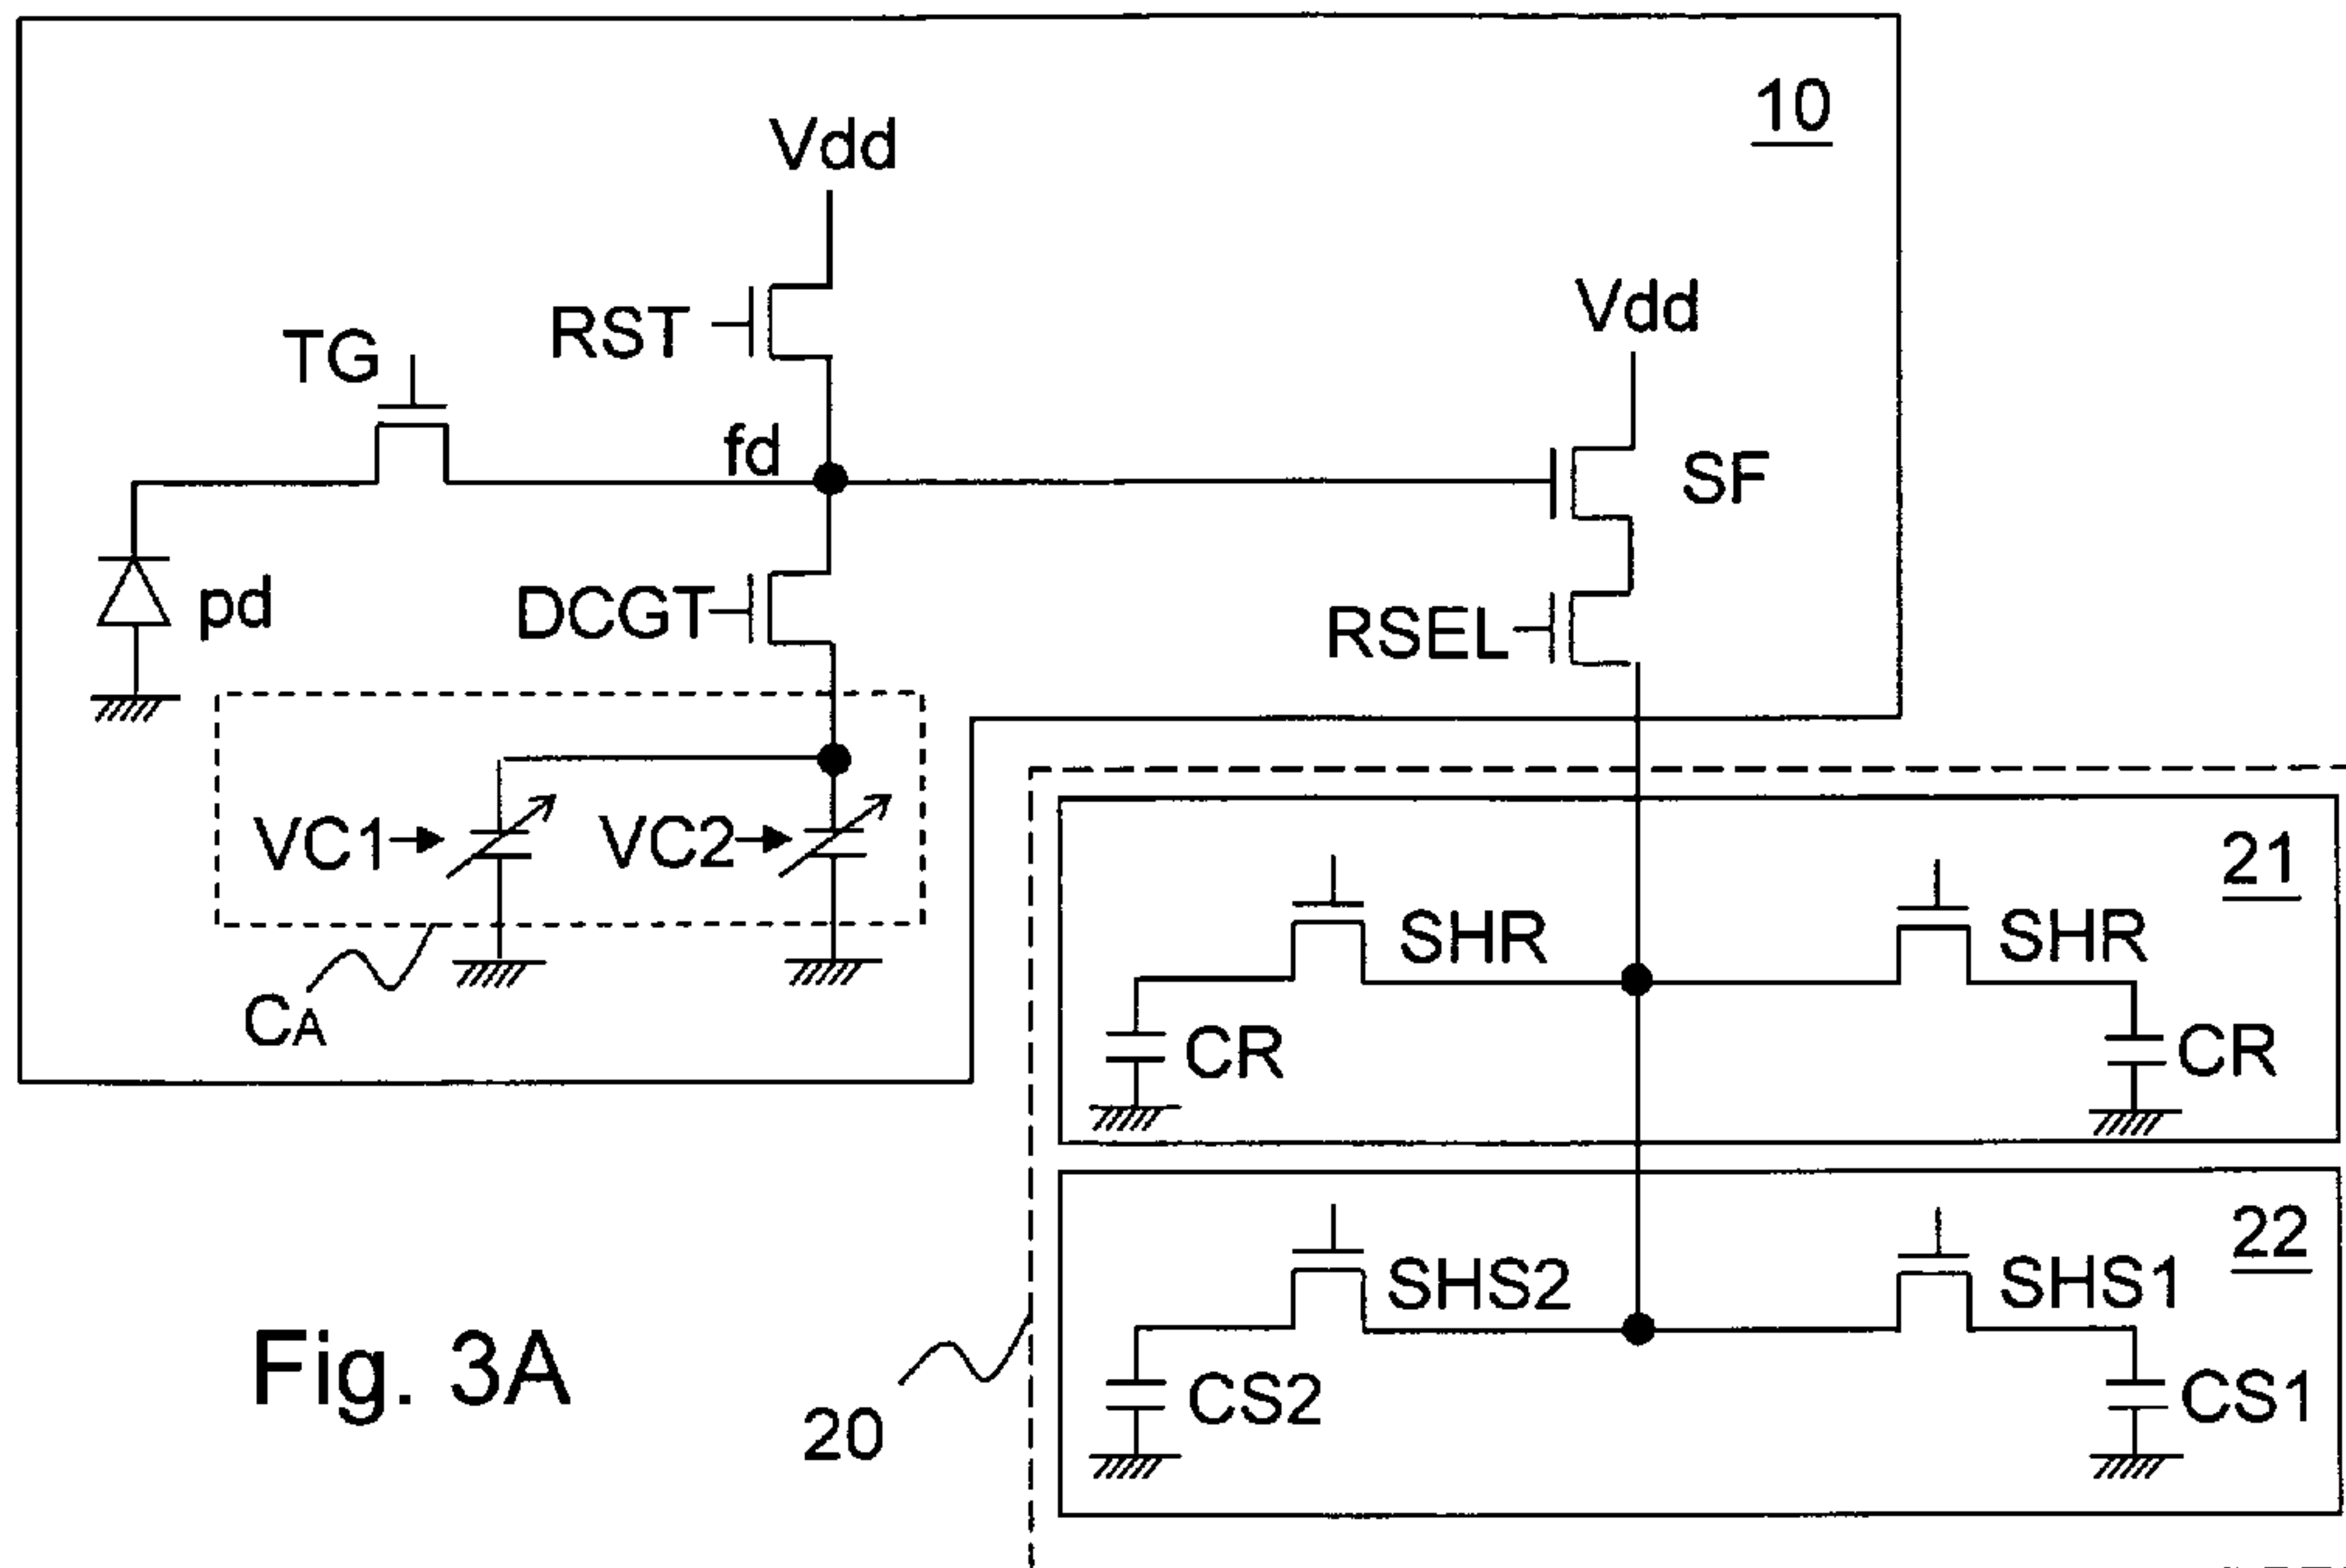 10
Vdd
Vdd
RST
TG
fd
SF
DCGT
pd
RSEL
VC1
VC2
CA
21
SHR
SHR
CR
CR
22
SHS2
SHS1
CS2
CS1
Fig. 3A
20